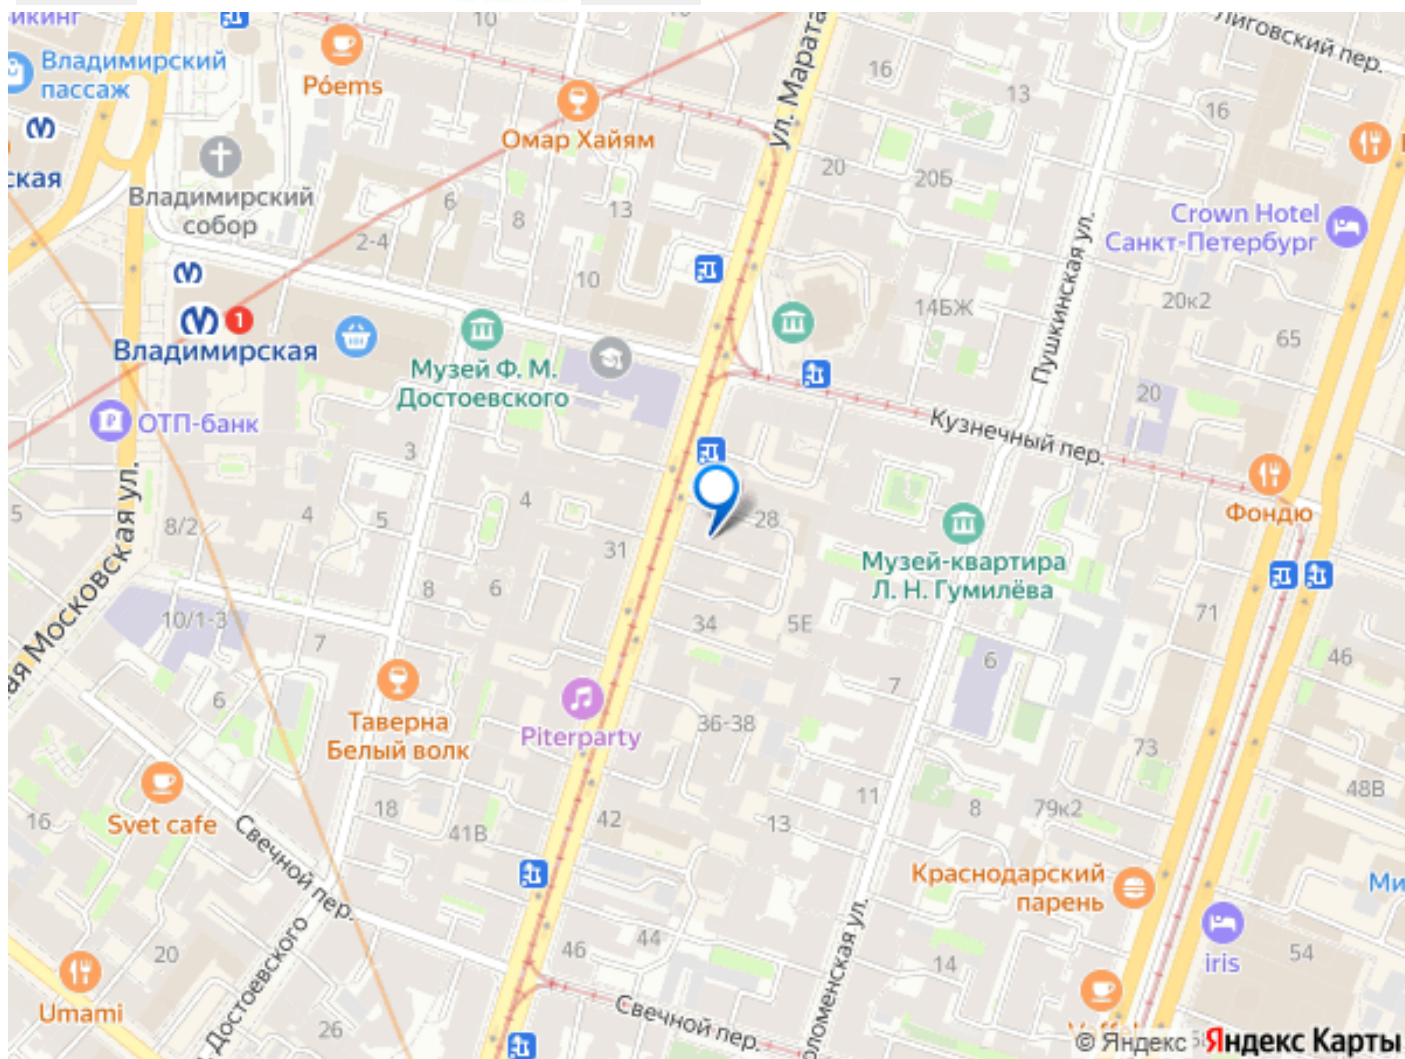 10
ул. Марата
Лиговский пер.
Владимирский
пассаж
Póems
Омар Хайям
16
13
16
ская
Владимирский
собор
6
8
13
2-4
20
20Б
Crown Hotel
Санкт-Петербург
10
14БЖ
20к2
65
Пушкинская ул.
1
Владимирская
Музей Ф. М.
Достоевского
ОТП-банк
3
20
Кузнечный пер.
5
8/2
4
5
4
28
31
Фондю
Музей-квартира
Л. Н. Гумилёва
8
6
10/1-3
7
34
5Е
71
46
6
7
6
ая Московская ул.
Таверна
Белый волк
Piterparty
36-38
73
16
Svet cafe
18
41В
42
13
11
8
79к2
48В
Свечной пер.
Краснодарский
парень
Ми
20
Достоевского
46
44
14
iris
54
Umami
26
Свечной пер.
оломенская ул.
© Яндекс Яндекс Карты